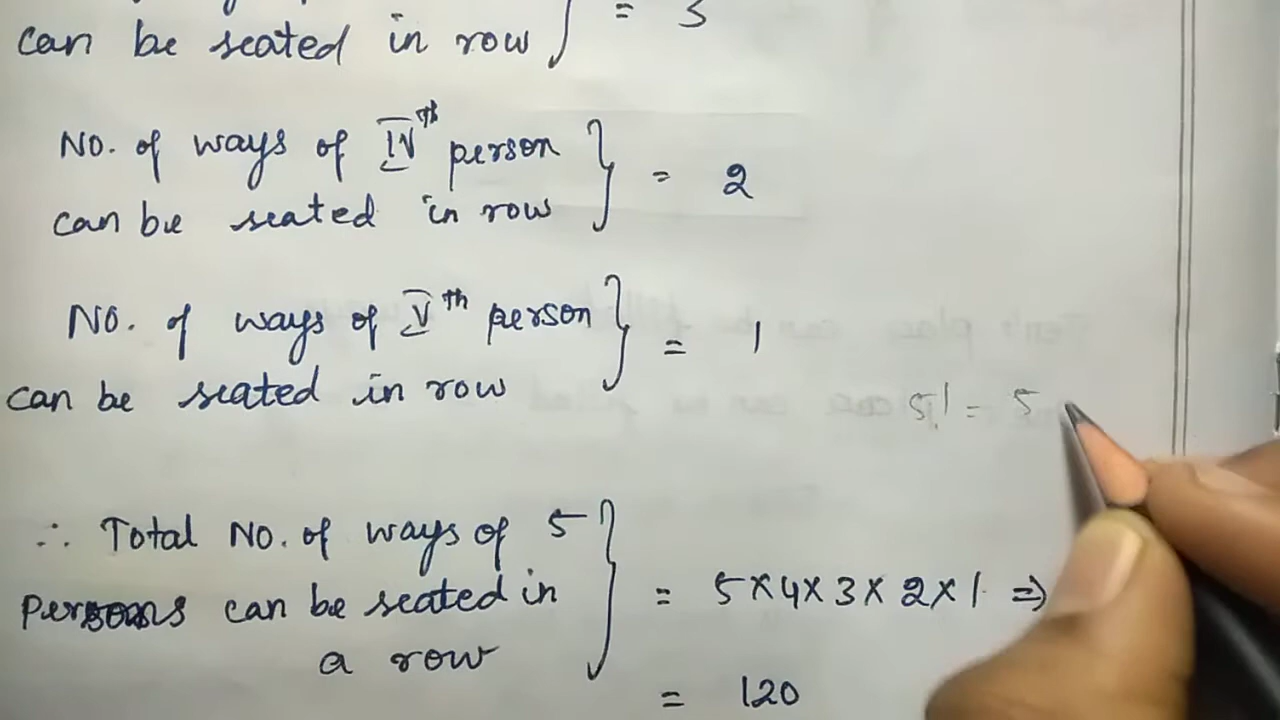 can be seated in row } = 3
No. of ways of IVth person
can be seated in row } = 2
No. of ways of Vth person
can be seated in row } = 1
5! = 5
∴ Total No. of ways of 5
persons can be seated in
a row } = 5×4×3×2×1 ⇒
= 120